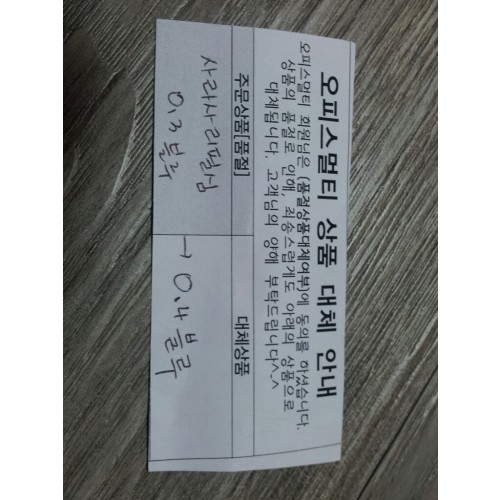 오피스멀티 상품 대체 안내
오피스멀티 회원님은 (품절상품대체여부)에 동의를 하셨습니다.
상품의 품절로 인해, 죄송스럽게도 아래의 상품으로
대체됩니다. 고객님의 양해 부탁드립니다^.^
주문상품[품절] 대체상품
사라사리필심 → 0.4 블루
0.3 블루